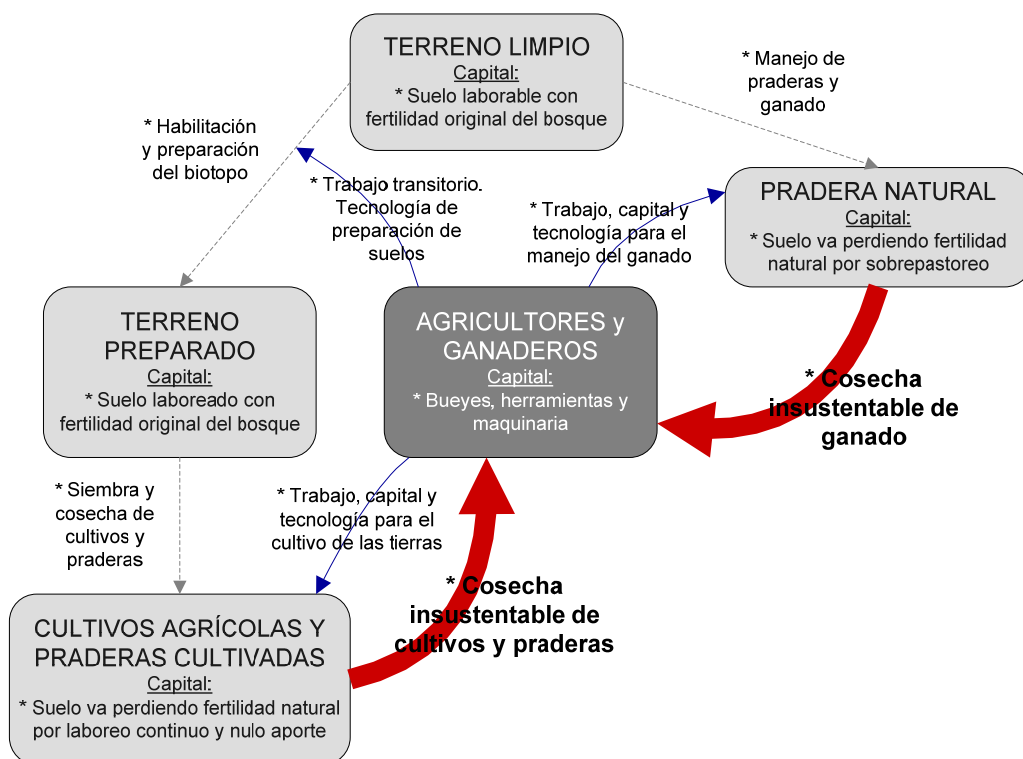 TERRENO LIMPIO
Capital:
* Suelo laborable con
fertilidad original del bosque
* Manejo de
praderas y
ganado
* Habilitación
y preparación
del biotopo
* Trabajo transitorio.
Tecnología de
preparación de
suelos
* Trabajo, capital y
tecnología para el
manejo del ganado
PRADERA NATURAL
Capital:
* Suelo va perdiendo fertilidad
natural por sobrepastoreo
TERRENO
PREPARADO
Capital:
* Suelo laboreado con
fertilidad original del bosque
AGRICULTORES y
GANADEROS
Capital:
* Bueyes, herramientas y
maquinaria
* Cosecha
insustentable de
ganado
* Siembra y
cosecha de
cultivos y
praderas
* Trabajo, capital y
tecnología para el
cultivo de las tierras
* Cosecha
insustentable de
cultivos y praderas
CULTIVOS AGRÍCOLAS Y
PRADERAS CULTIVADAS
Capital:
* Suelo va perdiendo fertilidad natural
por laboreo continuo y nulo aporte